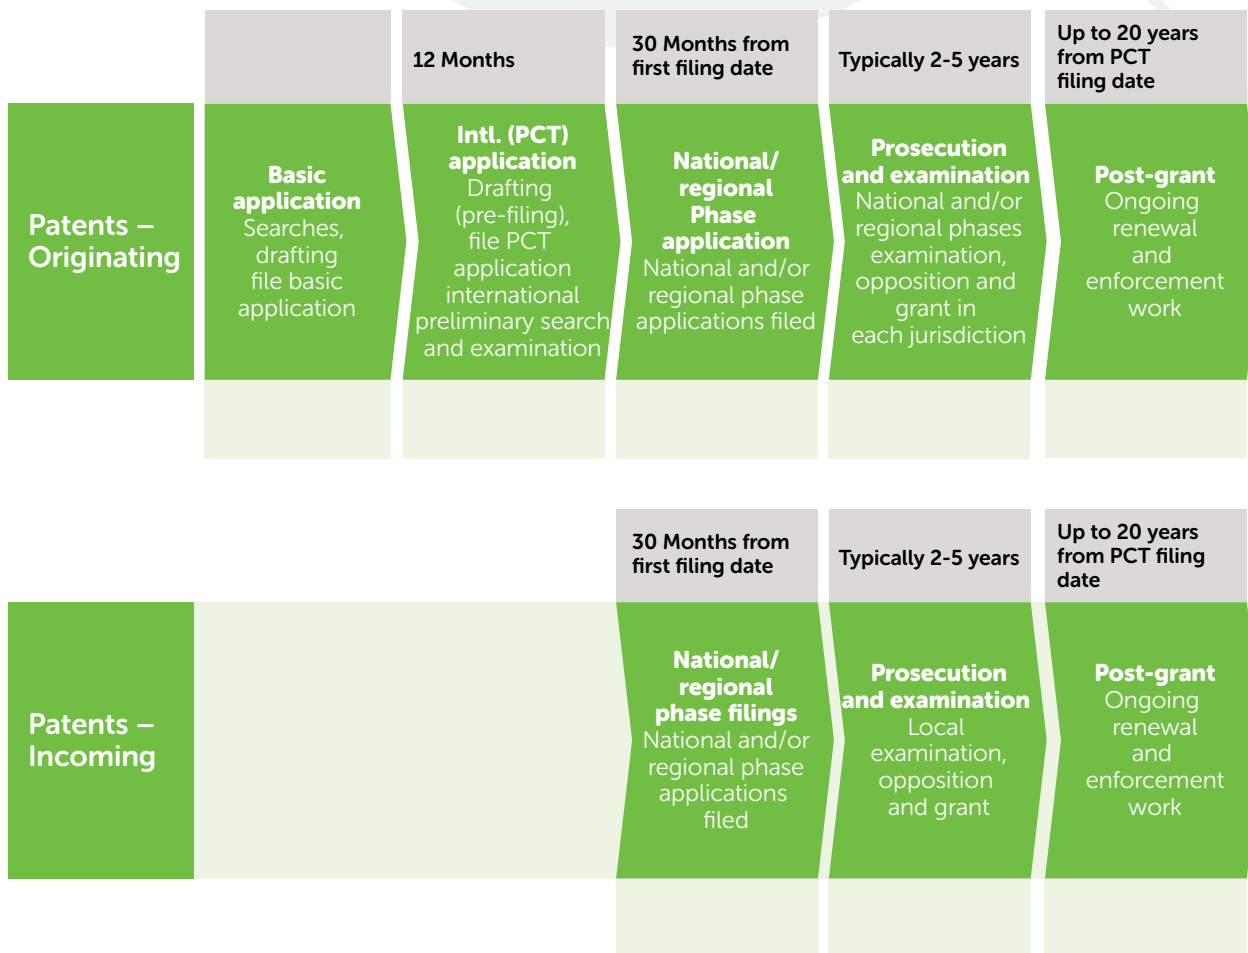 12 Months
30 Months from
first filing date
Typically 2-5 years
Up to 20 years
from PCT
filing date
Patents –
Originating
Basic
application
Searches,
drafting
file basic
application
Intl. (PCT)
application
Drafting
(pre-filing),
file PCT
application
international
preliminary search
and examination
National/
regional
Phase
application
National and/or
regional phase
applications filed
Prosecution
and examination
National and/or
regional phases
examination,
opposition and
grant in
each jurisdiction
Post-grant
Ongoing
renewal
and
enforcement
work
30 Months from
first filing date
Typically 2-5 years
Up to 20 years
from PCT filing
date
Patents –
Incoming
National/
regional
phase filings
National and/or
regional phase
applications
filed
Prosecution
and examination
Local
examination,
opposition
and grant
Post-grant
Ongoing
renewal
and
enforcement
work